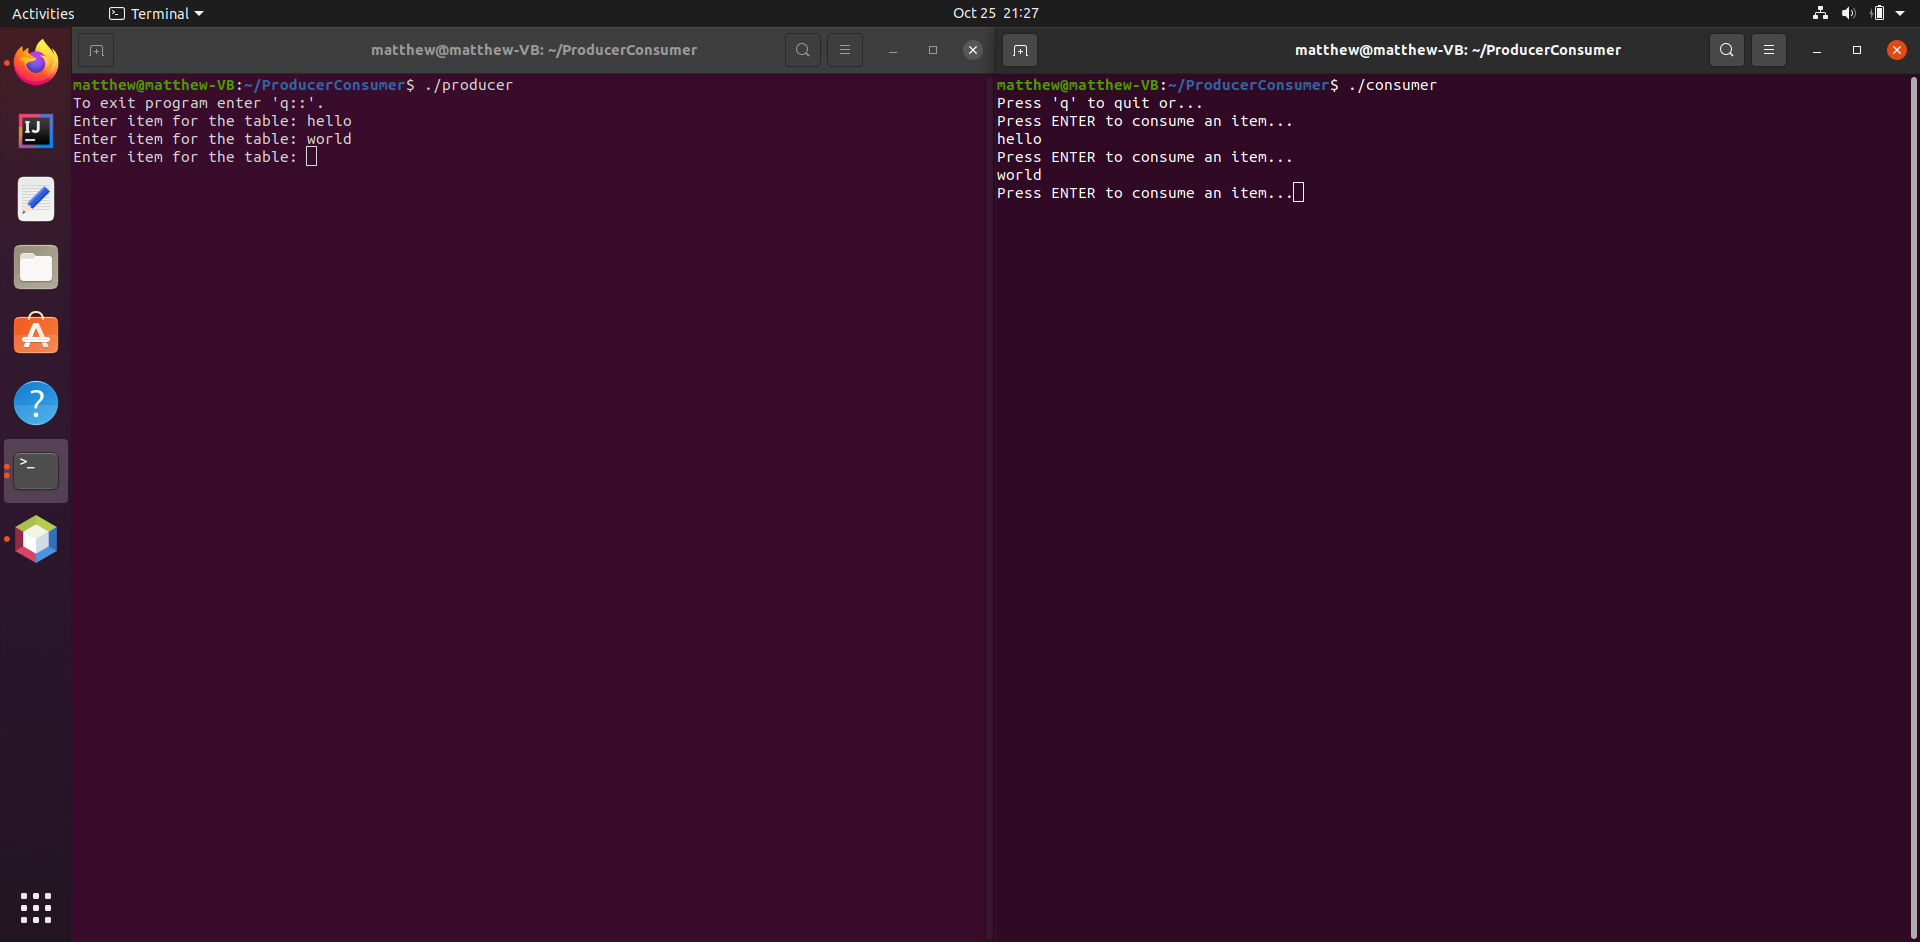 Activities
Terminal
Oct 25 21:27
matthew@matthew-VB: ~/ProducerConsumer
matthew@matthew-VB:~/ProducerConsumer$ ./producer
To exit program enter 'q::'.
Enter item for the table: hello
Enter item for the table: world
Enter item for the table:
matthew@matthew-VB: ~/ProducerConsumer
matthew@matthew-VB:~/ProducerConsumer$ ./consumer
Press 'q' to quit or...
Press ENTER to consume an item...
hello
Press ENTER to consume an item...
world
Press ENTER to consume an item...
IJ
?
>_